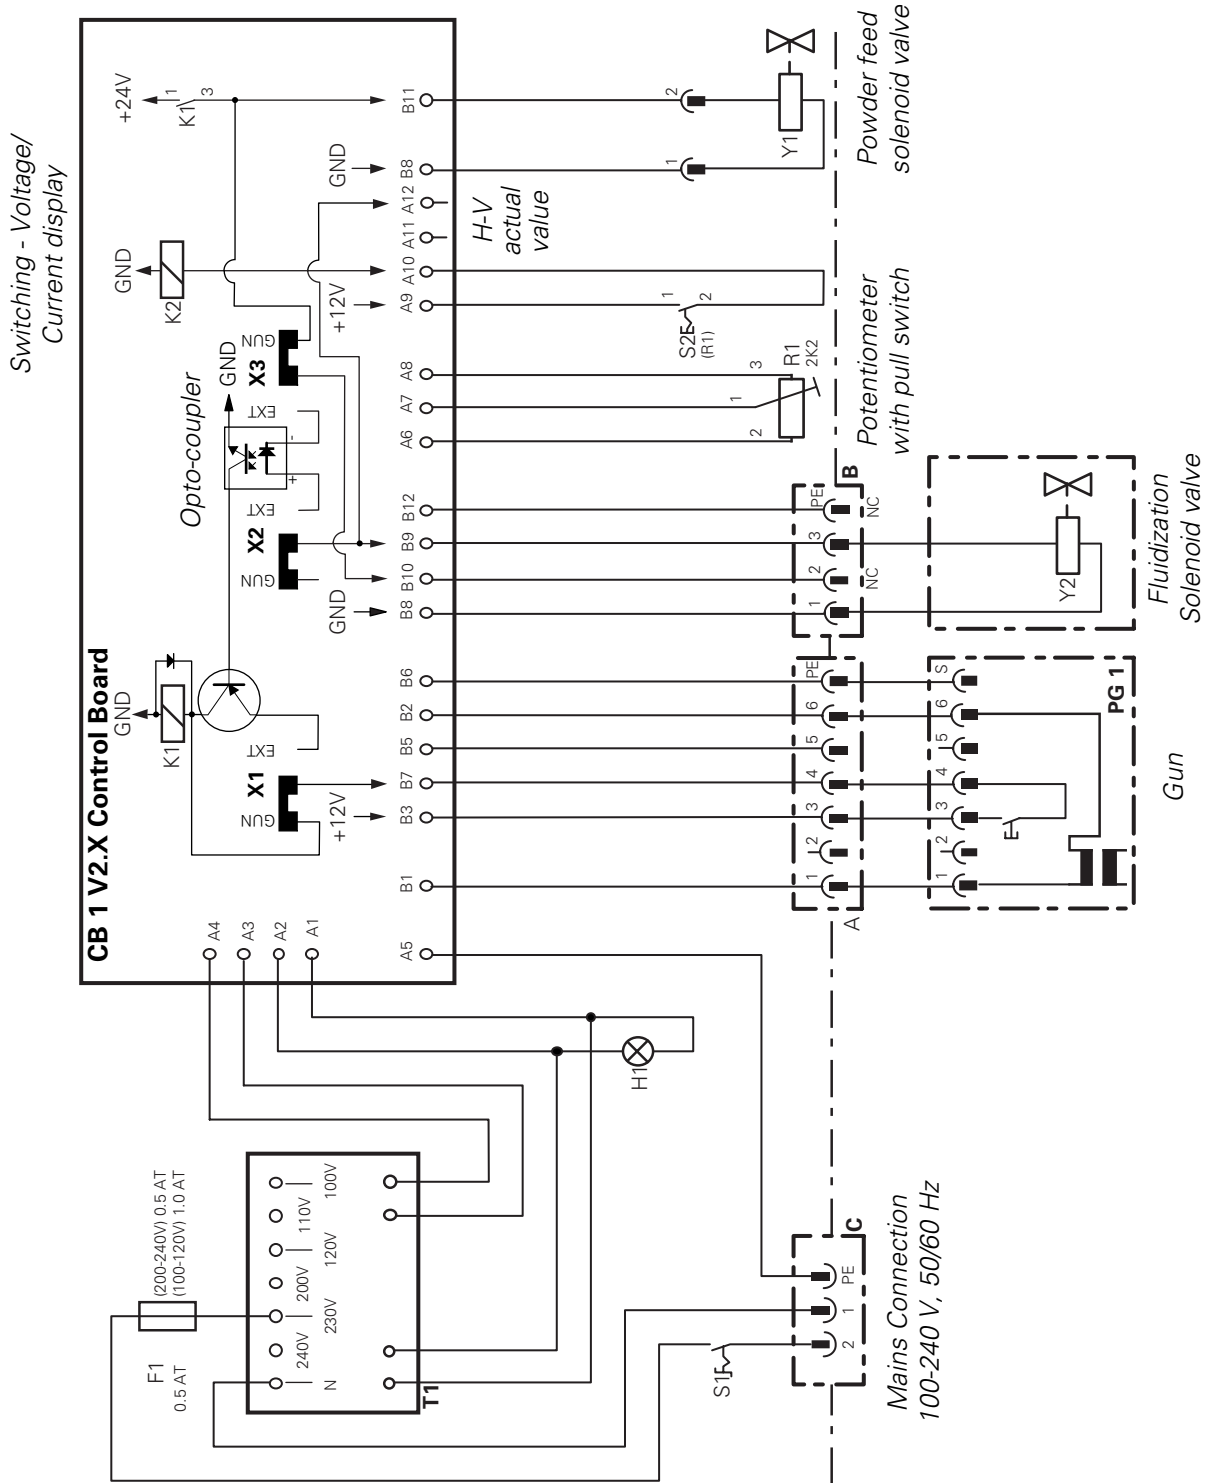 Switching - Voltage/
Current display
CB 1 V2.X Control Board
+24V
1
K1
3
GND
K2
+12V
GUN
X3
GND
EXT
Opto-coupler
+
-
EXT
X2
GUN
GND
GND
K1
EXT
X1
GUN
+12V
GND
A4
A3
A2
A1
A5
B1
B3
B7
B5
B2
B6
B8
B10
B9
B12
A6
A7
A8
A9
A10
A11
A12
B8
B11
H-V
actual
value
1
2
S2
(R1)
2
1
3
R1
2K2
Potentiometer
with pull switch
1
2
Y1
Powder feed
solenoid valve
B
1
2
3
PE
NC
NC
Y2
Fluidization
Solenoid valve
A
1
2
3
4
5
6
PE
1
2
3
4
5
6
S
PG 1
Gun
H1
F1
0.5 AT
(200-240V) 0.5 AT
(100-120V) 1.0 AT
N
240V
230V
200V
120V
110V
100V
T1
S1
2
1
PE
C
Mains Connection
100-240 V, 50/60 Hz